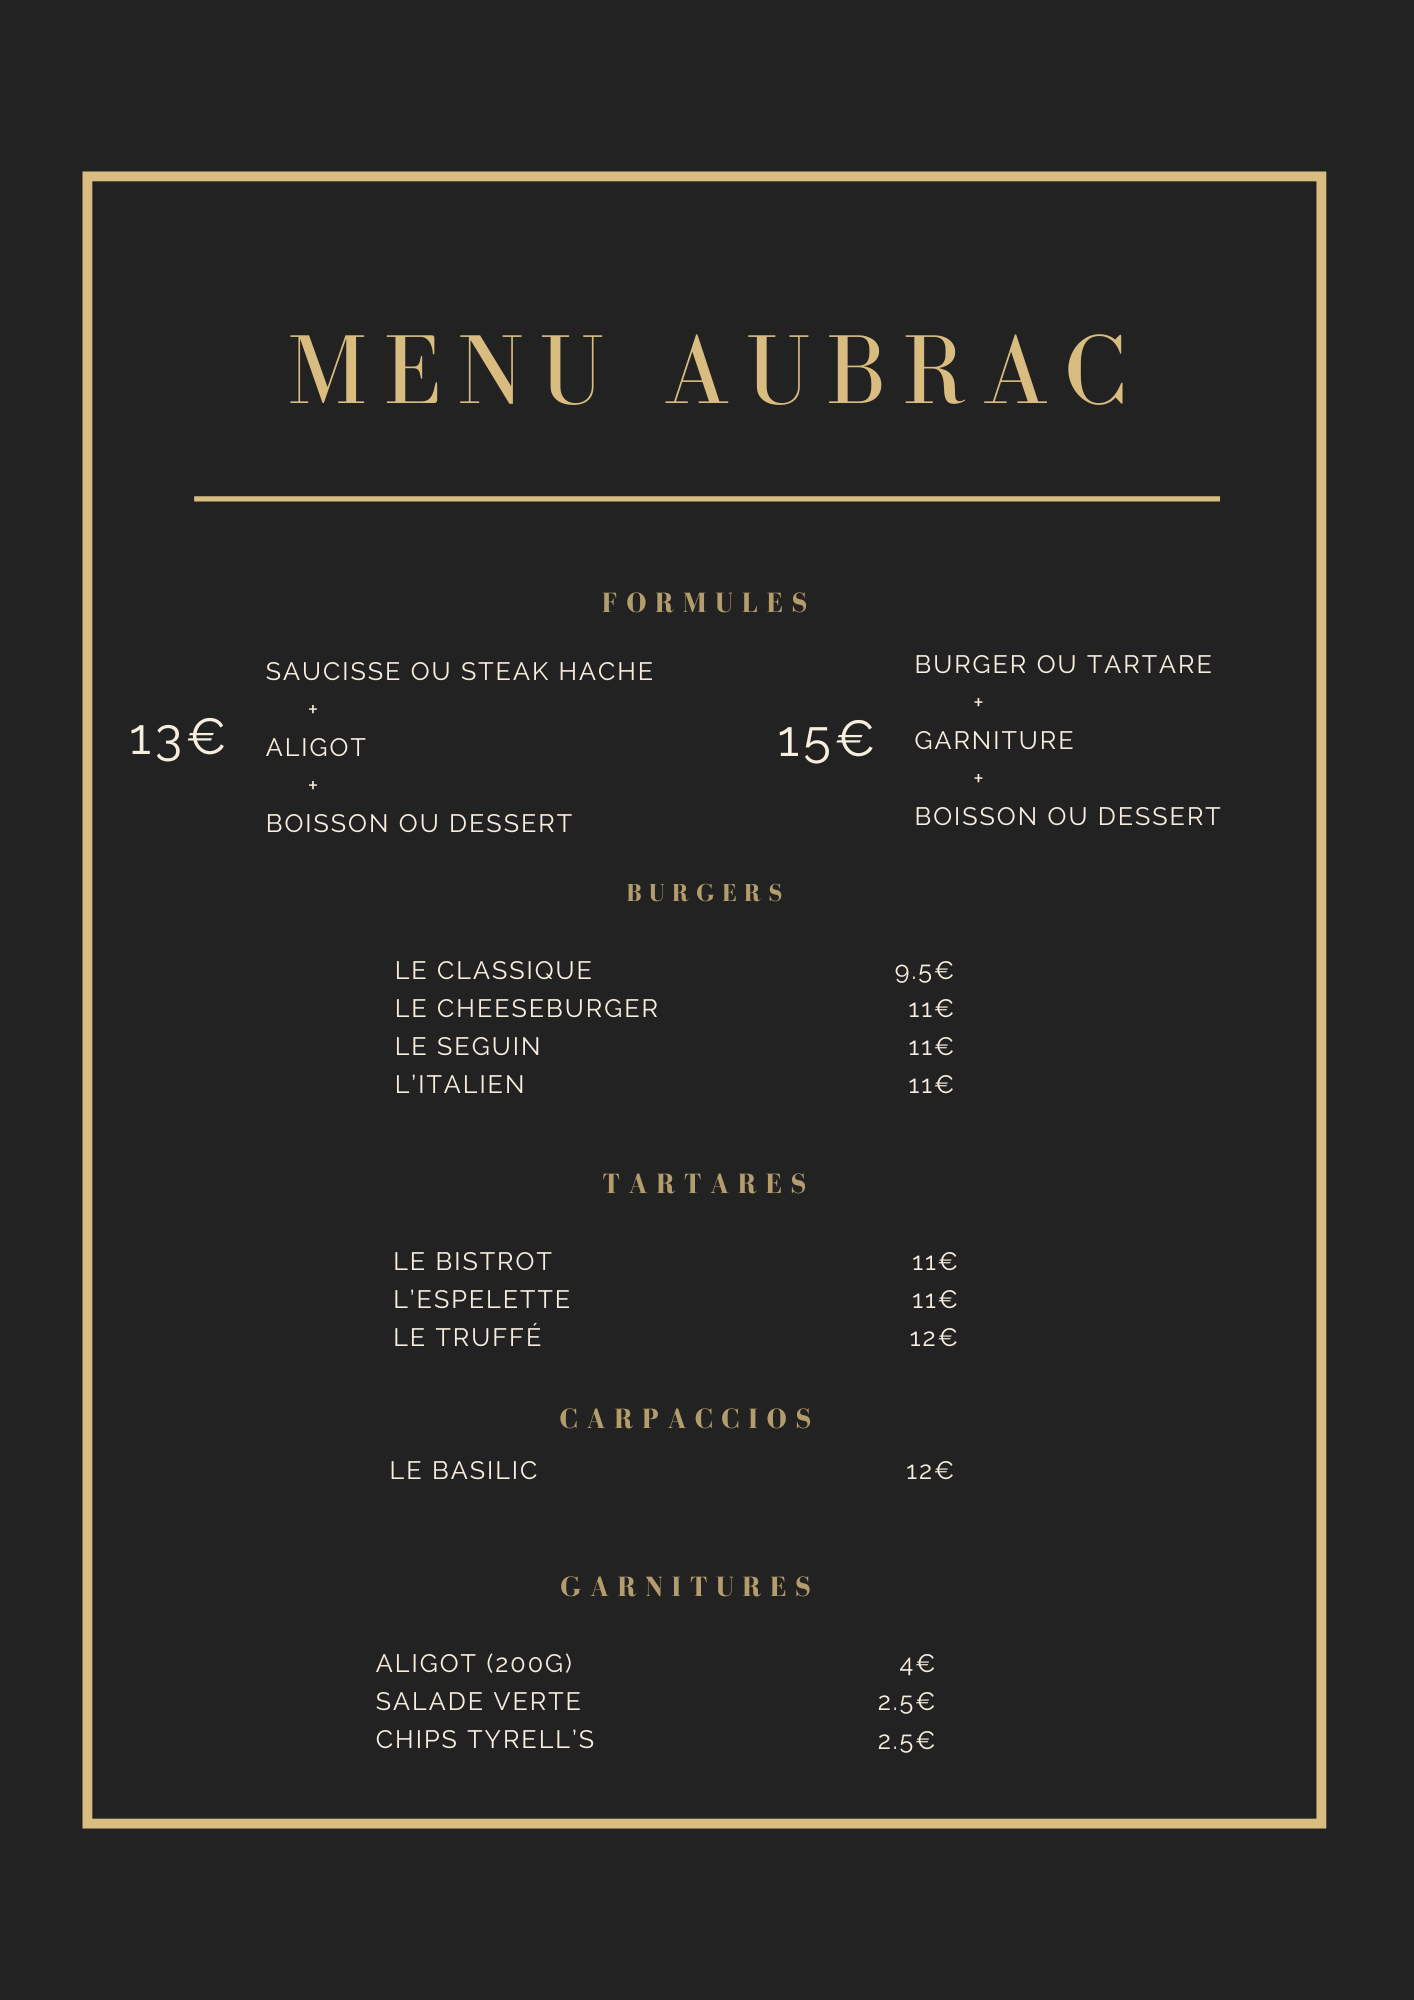 MENU AUBRAC
FORMULES
13€
SAUCISSE OU STEAK HACHE
+
ALIGOT
+
BOISSON OU DESSERT
15€
BURGER OU TARTARE
+
GARNITURE
+
BOISSON OU DESSERT
BURGERS
LE CLASSIQUE 9.5€
LE CHEESEBURGER 11€
LE SEGUIN 11€
L'ITALIEN 11€
TARTARES
LE BISTROT 11€
L'ESPELETTE 11€
LE TRUFFÉ 12€
CARPACCIOS
LE BASILIC 12€
GARNITURES
ALIGOT (200G) 4€
SALADE VERTE 2.5€
CHIPS TYRELL'S 2.5€